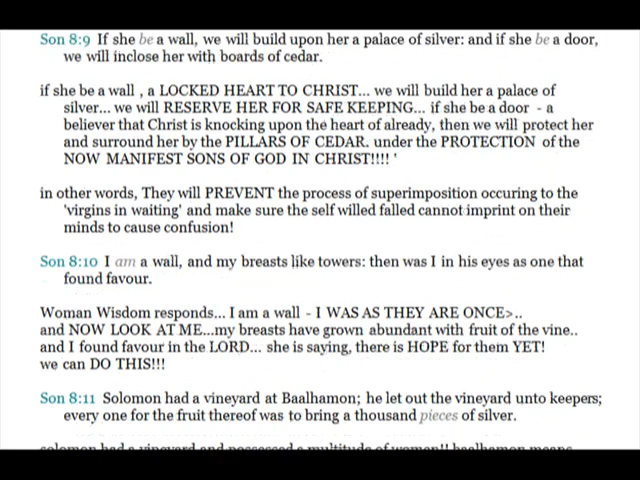 Son 8:9 If she be a wall, we will build upon her a palace of silver: and if she be a door,
we will inclose her with boards of cedar.
if she be a wall , a LOCKED HEART TO CHRIST... we will build her a palace of
silver... we will RESERVE HER FOR SAFE KEEPING... if she be a door - a
believer that Christ is knocking upon the heart of already, then we will protect her
and surround her by the PILLARS OF CEDAR. under the PROTECTION of the
NOW MANIFEST SONS OF GOD IN CHRIST!!!! '
in other words, They will PREVENT the process of superimposition occuring to the
'virgins in waiting' and make sure the self willed falled cannot imprint on their
minds to cause confusion!
Son 8:10 I am a wall, and my breasts like towers: then was I in his eyes as one that
found favour.
Woman Wisdom responds... I am a wall - I WAS AS THEY ARE ONCE>..
and NOW LOOK AT ME...my breasts have grown abundant with fruit of the vine..
and I found favour in the LORD... she is saying, there is HOPE for them YET!
we can DO THIS!!!
Son 8:11 Solomon had a vineyard at Baalhamon; he let out the vineyard unto keepers;
every one for the fruit thereof was to bring a thousand pieces of silver.
solomon had a vineyard and possessed a multitude of women!! baalhamon means